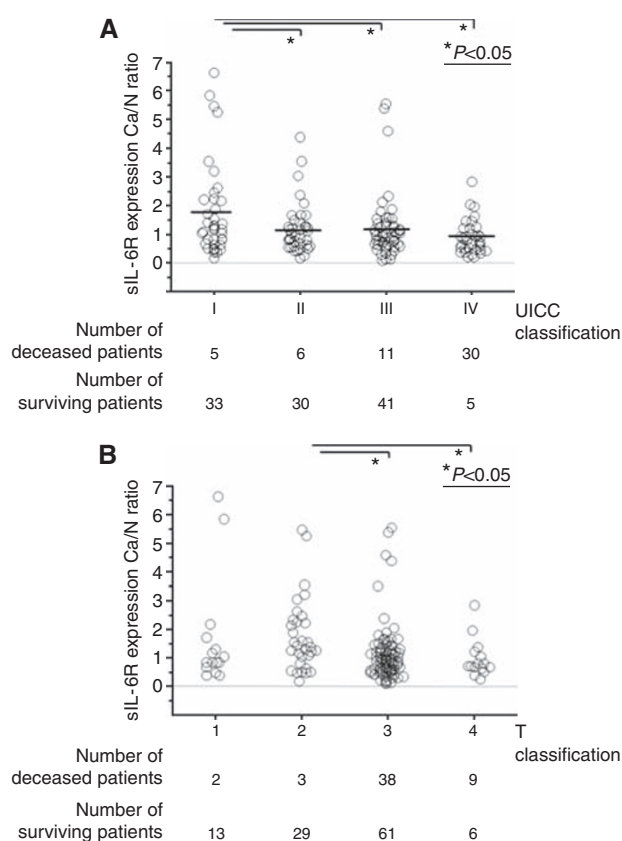 A
* * *
*P<0.05
sIL-6R expression Ca/N ratio
7
6
5
4
3
2
1
0
I II III IV UICC classification
Number of deceased patients 5 6 11 30
Number of surviving patients 33 30 41 5
B
* *
*P<0.05
sIL-6R expression Ca/N ratio
7
6
5
4
3
2
1
0
1 2 3 4 T classification
Number of deceased patients 2 3 38 9
Number of surviving patients 13 29 61 6